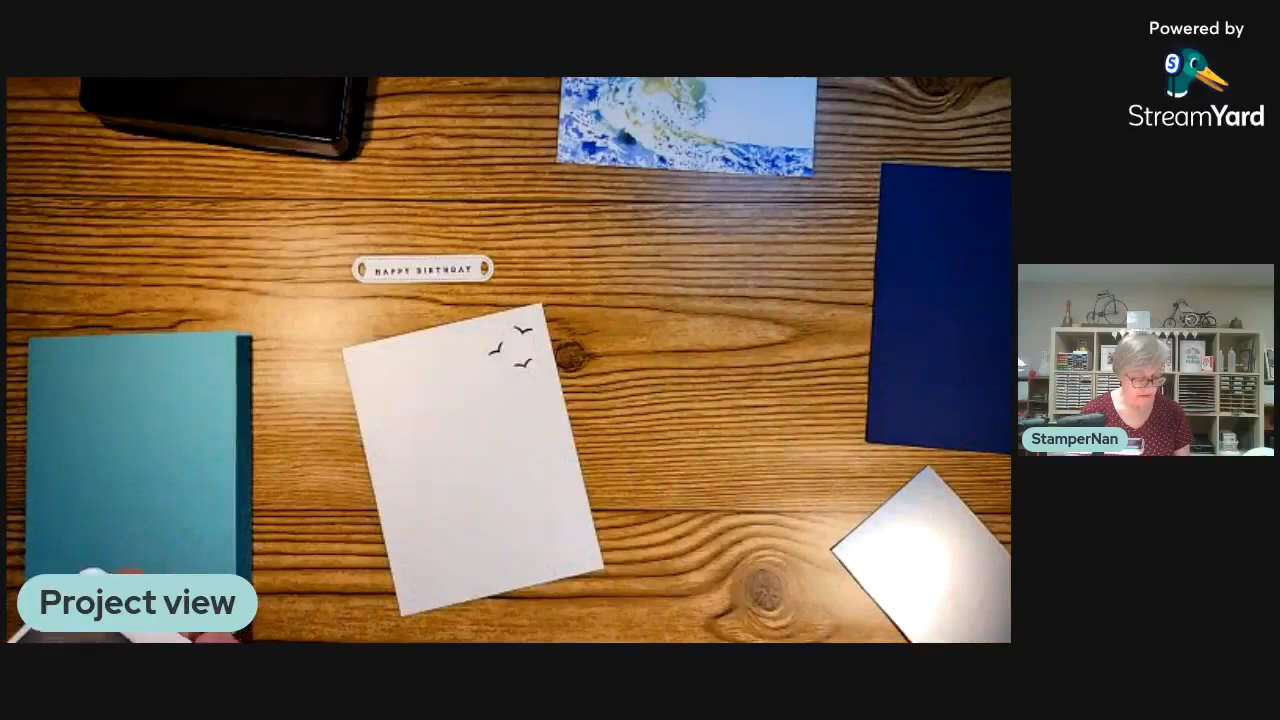 Powered by
S
StreamYard
HAPPY BIRTHDAY
StamperNan
Project view